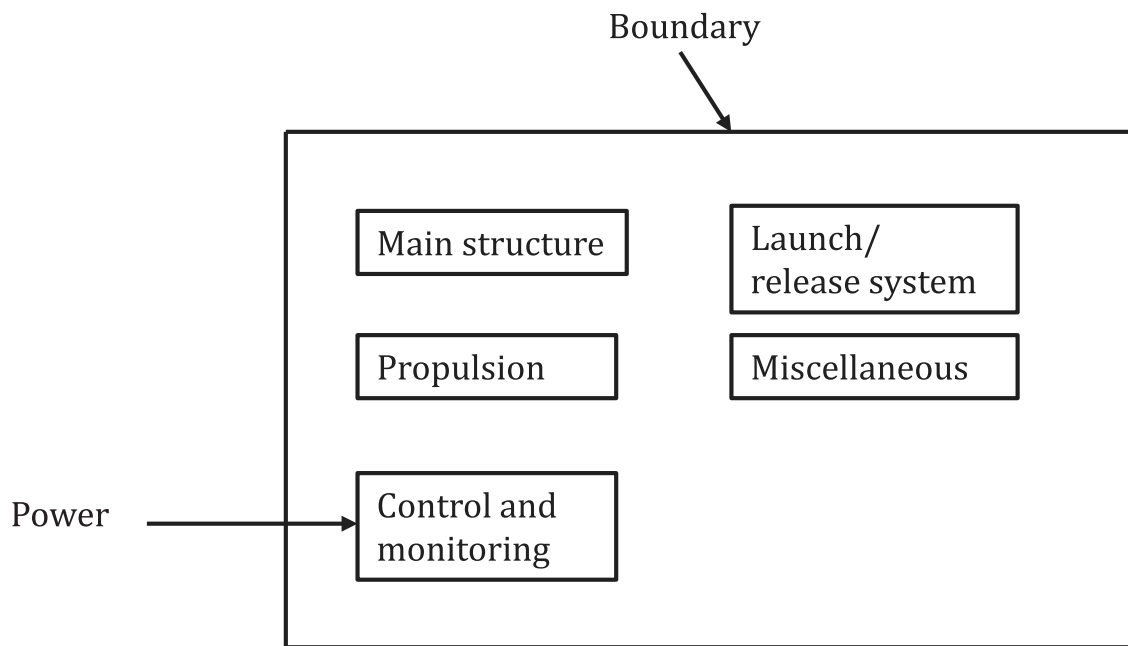 Boundary
Main structure
Launch/
release system
Propulsion
Miscellaneous
Power
Control and
monitoring